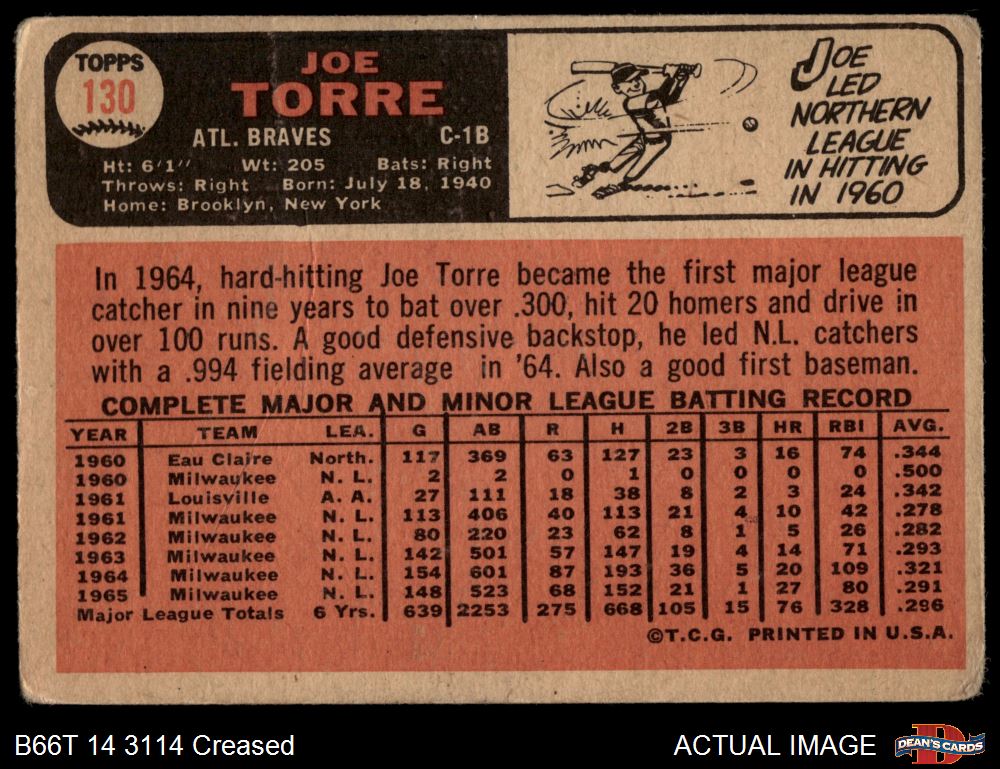 TOPPS
130
JOE
TORRE
ATL. BRAVES C-1B
Ht: 6'1" Wt: 205 Bats: Right
Throws: Right Born: July 18, 1940
Home: Brooklyn, New York
JOE
LED
NORTHERN
LEAGUE
IN HITTING
IN 1960
In 1964, hard-hitting Joe Torre became the first major league
catcher in nine years to bat over .300, hit 20 homers and drive in
over 100 runs. A good defensive backstop, he led N.L. catchers
with a .994 fielding average in '64. Also a good first baseman.
COMPLETE MAJOR AND MINOR LEAGUE BATTING RECORD
YEAR TEAM LEA. G AB R H 2B 3B HR RBI AVG.
1960 Eau Claire North. 117 369 63 127 23 3 16 74 .344
1960 Milwaukee N. L. 2 2 0 1 0 0 0 0 .500
1961 Louisville A. A. 27 111 18 38 8 2 3 24 .342
1961 Milwaukee N. L. 113 406 40 113 21 4 10 42 .278
1962 Milwaukee N. L. 80 220 23 62 8 1 5 26 .282
1963 Milwaukee N. L. 142 501 57 147 19 4 14 71 .293
1964 Milwaukee N. L. 154 601 87 193 36 5 20 109 .321
1965 Milwaukee N. L. 148 523 68 152 21 1 27 80 .291
Major League Totals 6 Yrs. 639 2253 275 668 105 15 76 328 .296
©T.C.G. PRINTED IN U.S.A.
B66T 14 3114 Creased
ACTUAL IMAGE
DEAN'S CARDS